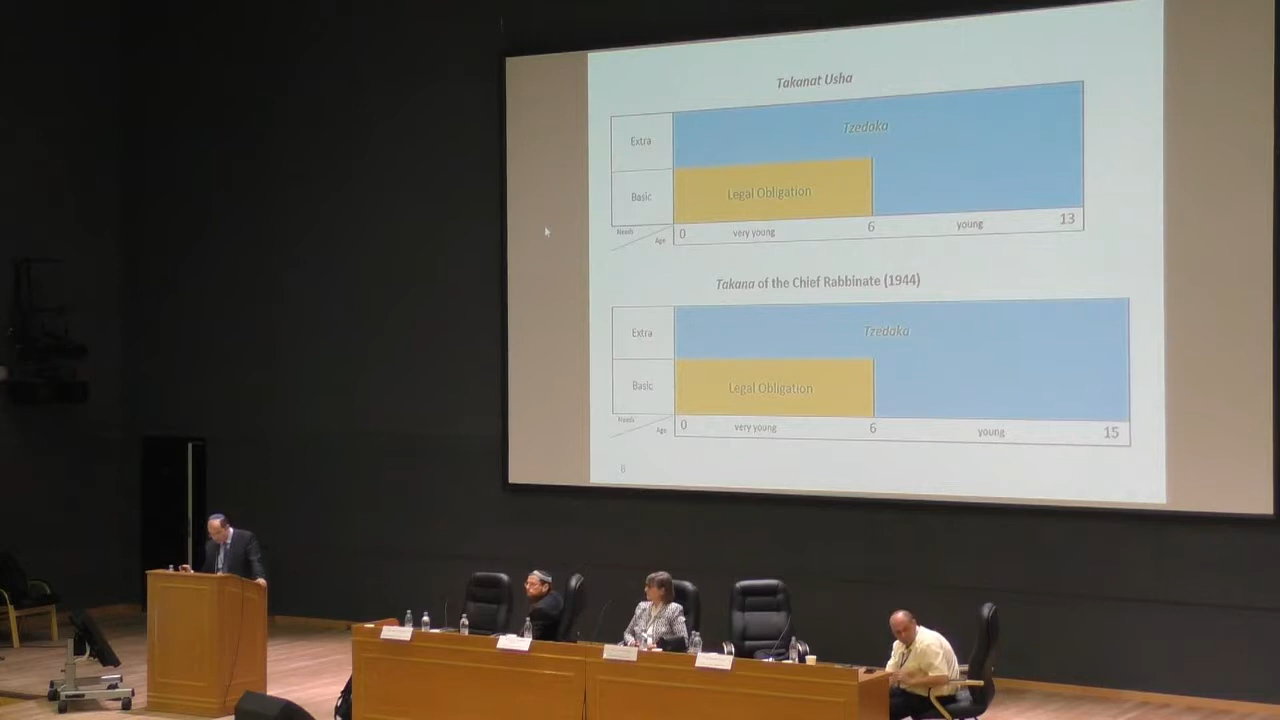 Takanat Usha
Extra
Tzedaka
Basic
Legal Obligation
Needs
Age
0
very young
6
young
13
Takana of the Chief Rabbinate (1944)
Extra
Tzedaka
Basic
Legal Obligation
Needs
Age
0
very young
6
young
15